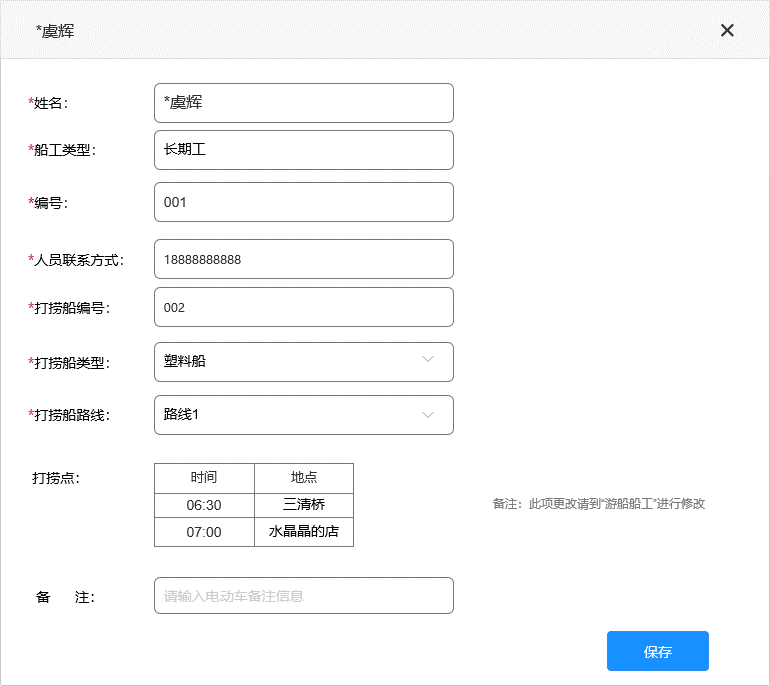 *虞辉
*姓名： *虞辉
*船工类型： 长期工
*编号： 001
*人员联系方式： 18888888888
*打捞船编号： 002
*打捞船类型： 塑料船
*打捞船路线： 路线1
打捞点： 时间 地点
06:30 三清桥
备注：此项更改请到“游船船工”进行修改
07:00 水晶晶的店
备 注： 请输入电动车备注信息
保存